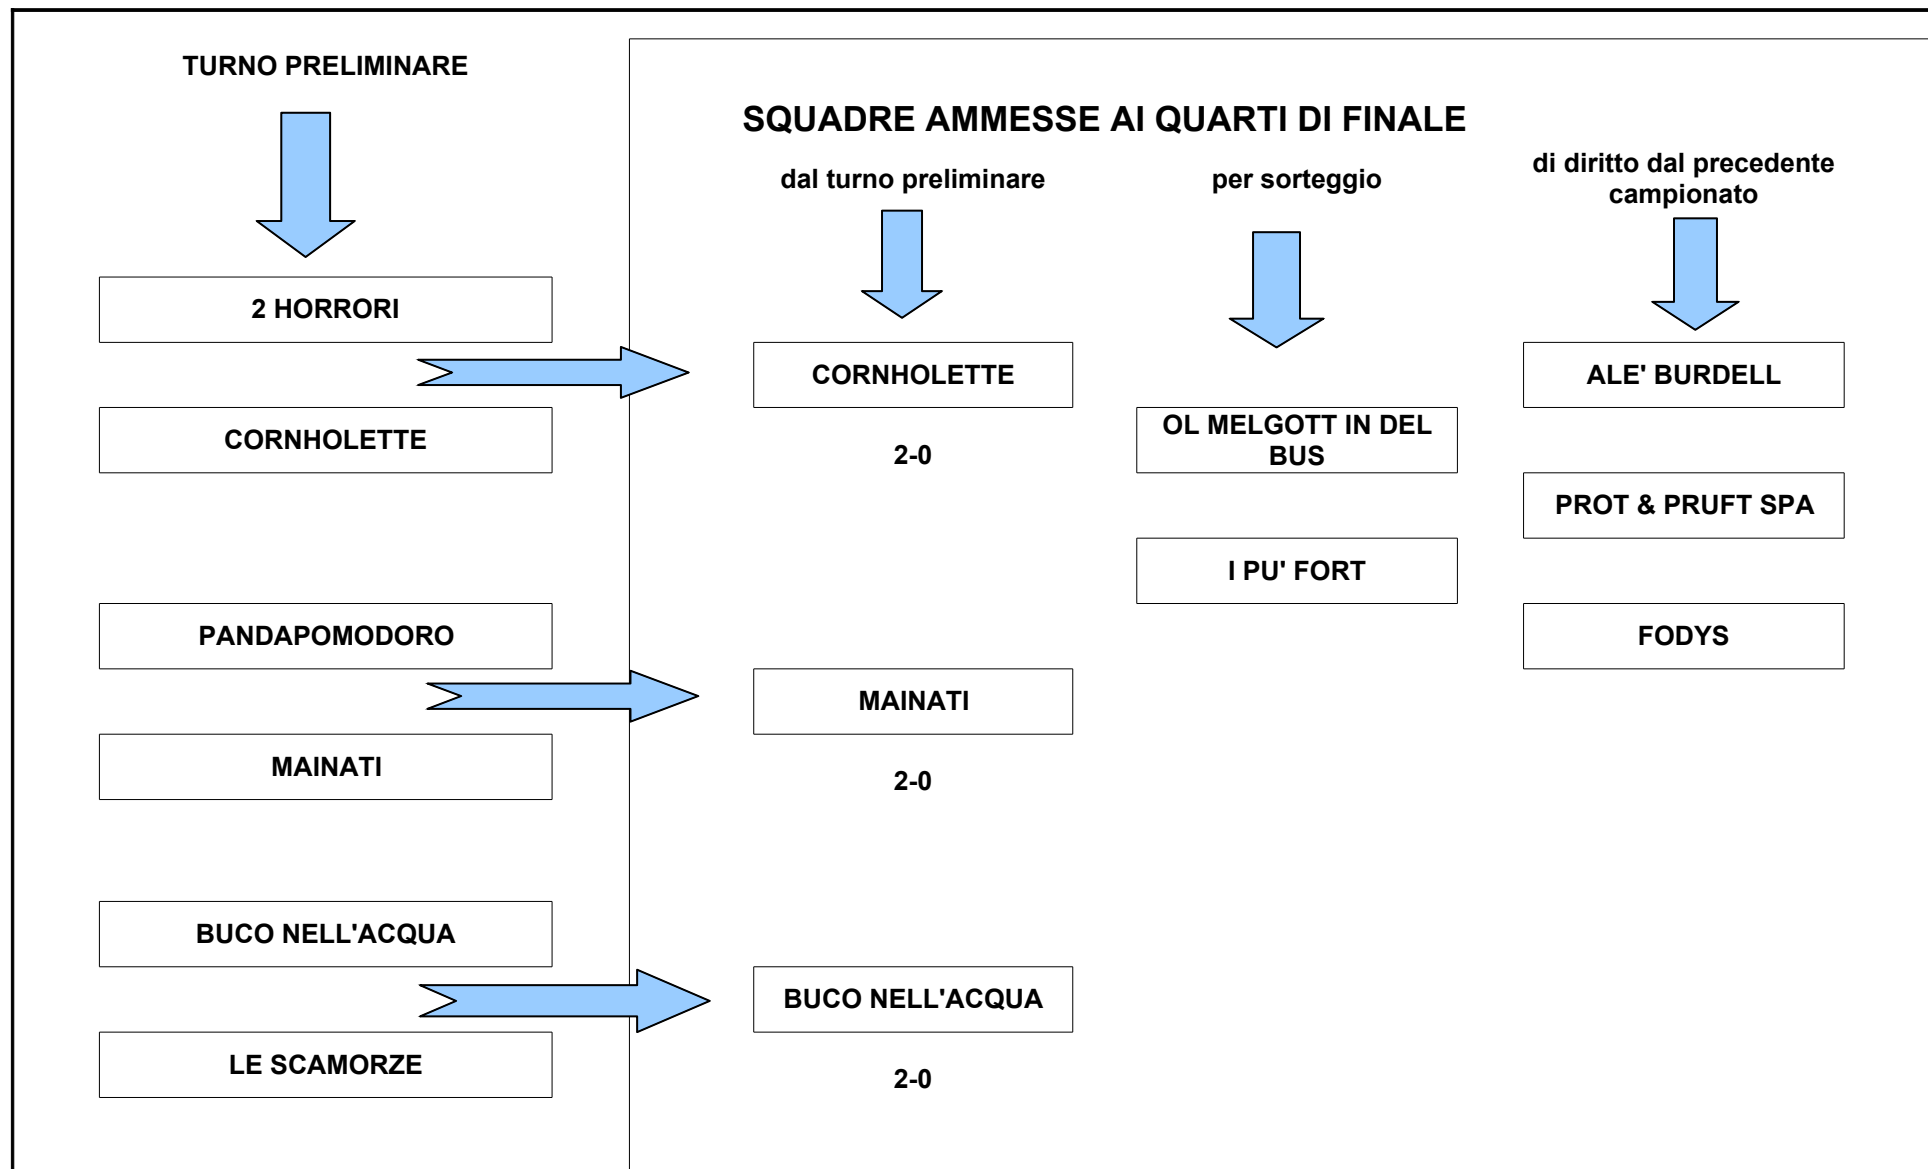 TURNO PRELIMINARE
SQUADRE AMMESSE AI QUARTI DI FINALE
dal turno preliminare
per sorteggio
di diritto dal precedente
campionato
2 HORRORI
CORNHOLETTE
CORNHOLETTE
2-0
OL MELGOTT IN DEL
BUS
I PU' FORT
ALE' BURDELL
PROT & PRUFT SPA
FODYS
PANDAPOMODORO
MAINATI
MAINATI
2-0
BUCO NELL'ACQUA
LE SCAMORZE
BUCO NELL'ACQUA
2-0